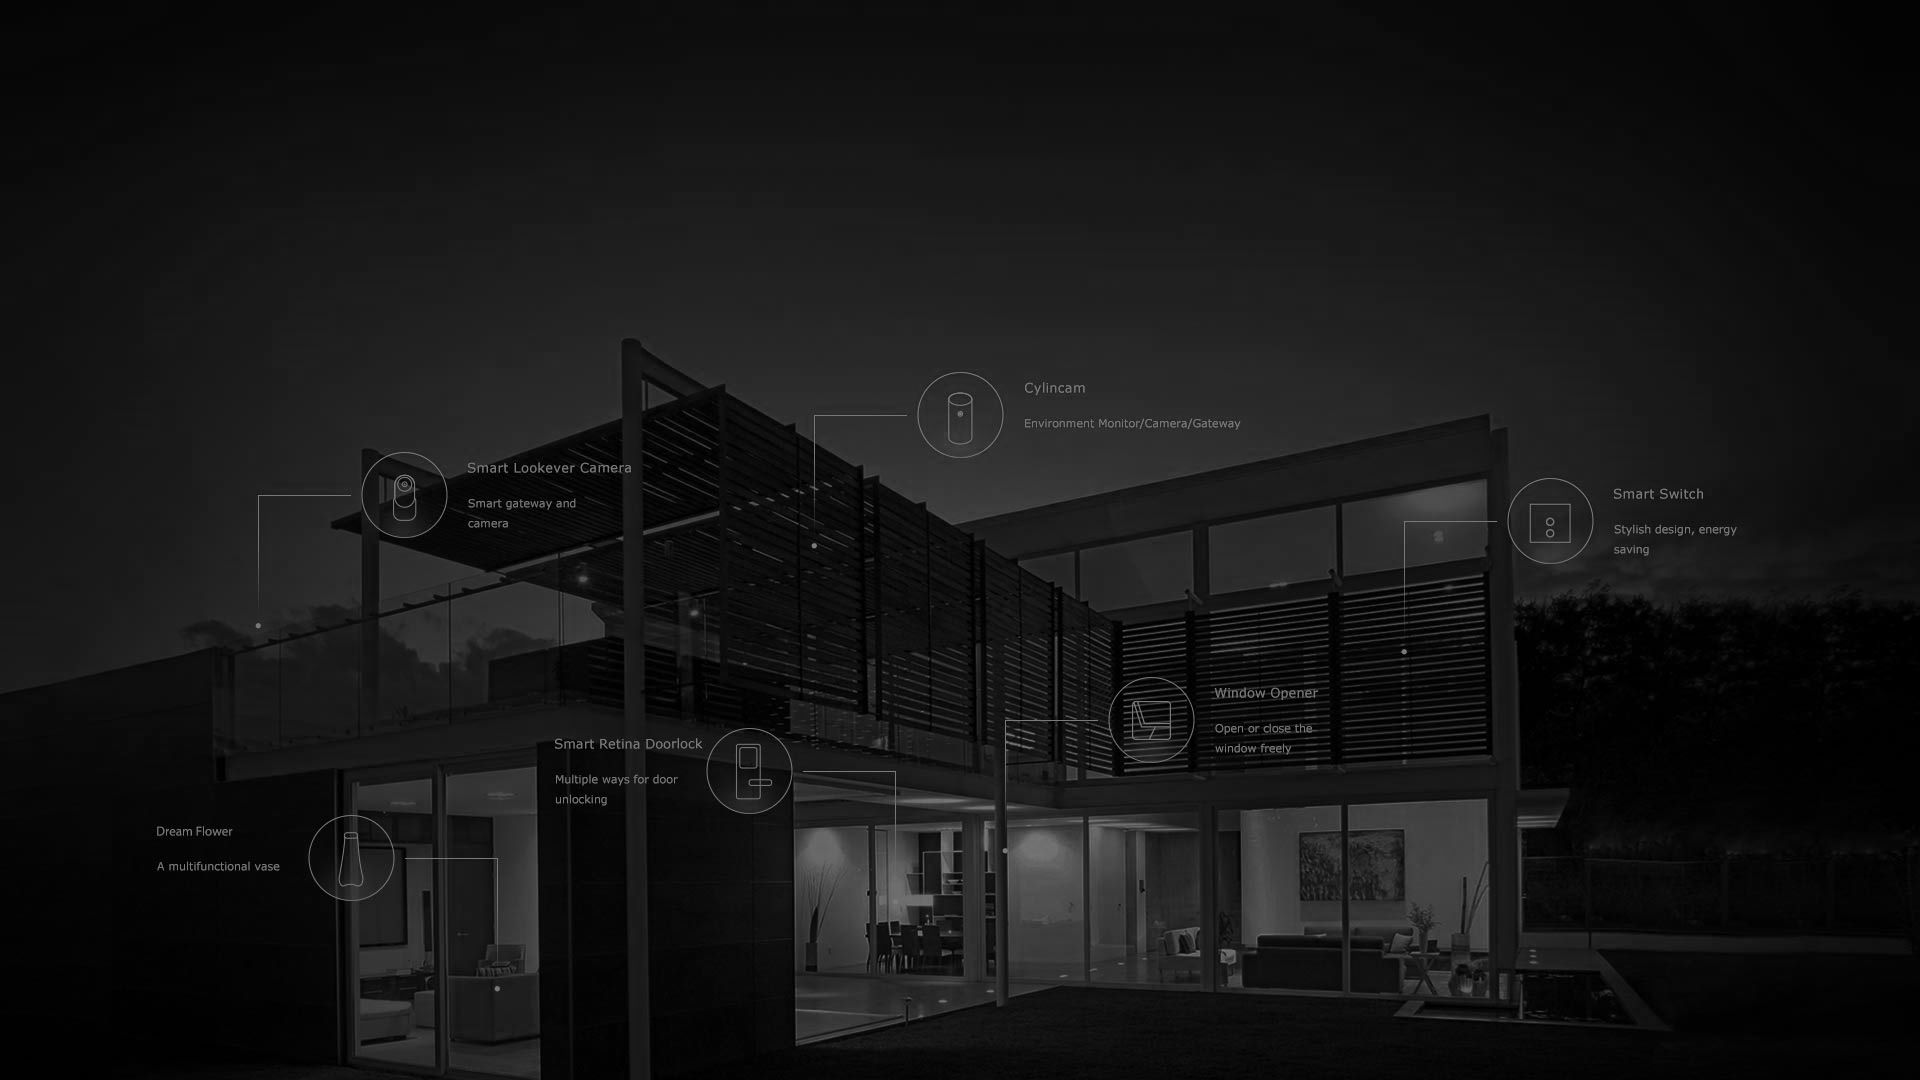 Cylincam
Environment Monitor/Camera/Gateway
Smart Lookever Camera
Smart gateway and
camera
Smart Switch
Stylish design, energy
saving
Window Opener
Open or close the
window freely
Smart Retina Doorlock
Multiple ways for door
unlocking
Dream Flower
A multifunctional vase